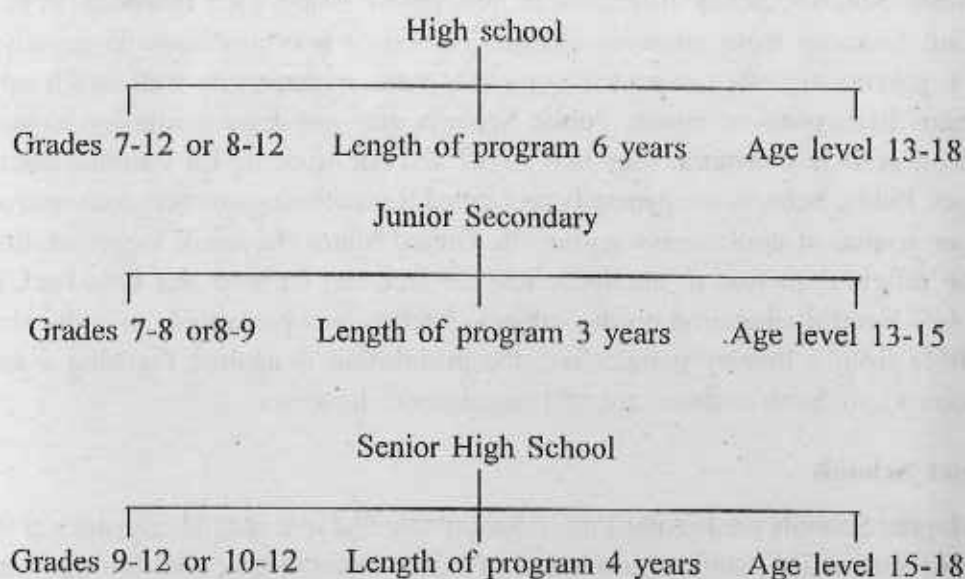 High school
Grades 7-12 or 8-12 Length of program 6 years Age level 13-18
Junior Secondary
Grades 7-8 or8-9 Length of program 3 years Age level 13-15
Senior High School
Grades 9-12 or 10-12 Length of program 4 years Age level 15-18